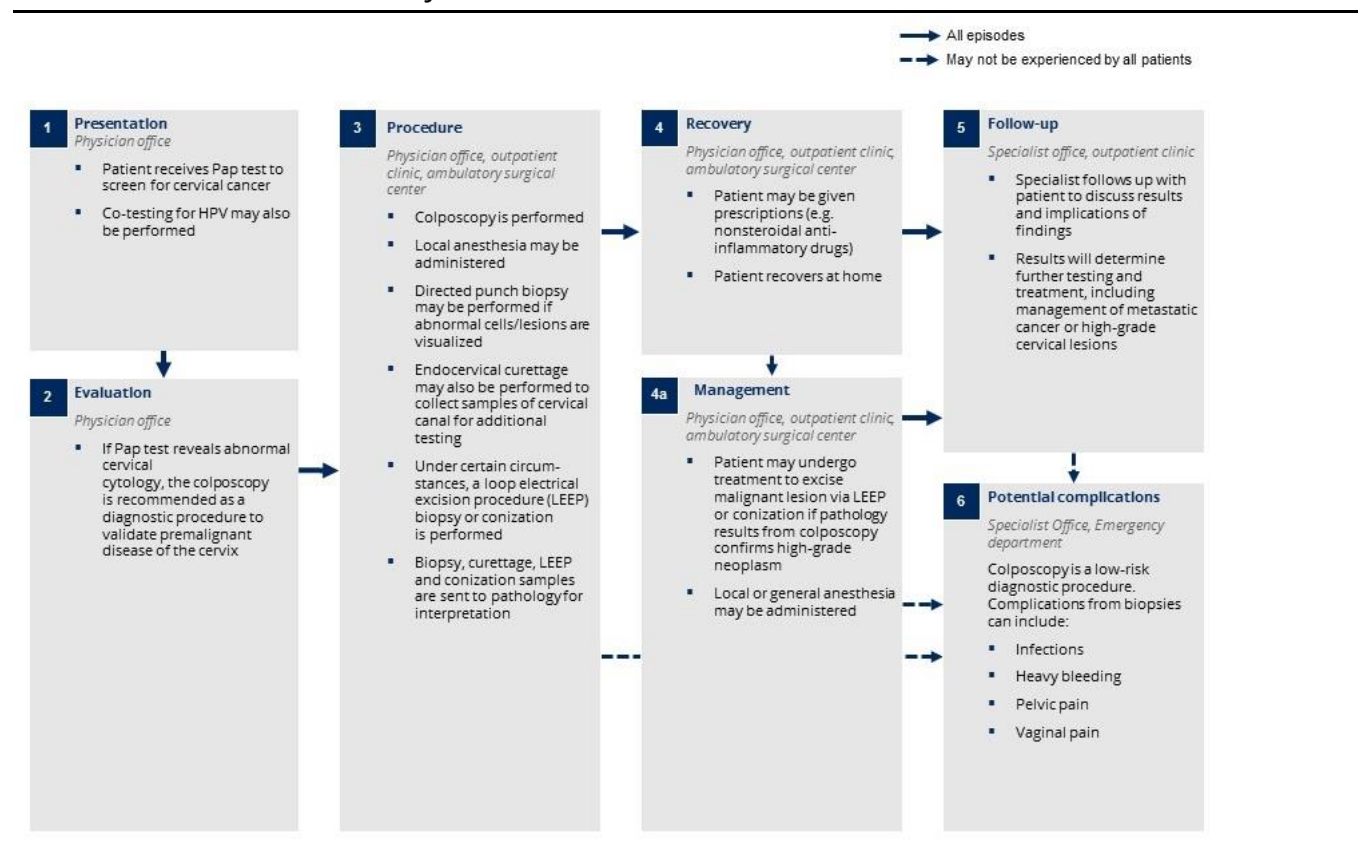 All episodes
May not be experienced by all patients
1
Presentation
Physician office
▪ Patient receives Pap test to
screen for cervical cancer
▪ Co-testing for HPV may also
be performed
2
Evaluation
Physician office
▪ If Pap test reveals abnormal
cervical
cytology, the colposcopy
is recommended as a
diagnostic procedure to
validate premalignant
disease of the cervix
3
Procedure
Physician office, outpatient
clinic, ambulatory surgical
center
▪ Colposcopy is performed
▪ Local anesthesia may be
administered
▪ Directed punch biopsy
may be performed if
abnormal cells/lesions are
visualized
▪ Endocervical curettage
may also be performed to
collect samples of cervical
canal for additional
testing
▪ Under certain circum-
stances, a loop electrical
excision procedure (LEEP)
biopsy or conization
is performed
▪ Biopsy, curettage, LEEP
and conization samples
are sent to pathology for
interpretation
4
Recovery
Physician office, outpatient clinic,
ambulatory surgical center
▪ Patient may be given
prescriptions (e.g.
nonsteroidal anti-
inflammatory drugs)
▪ Patient recovers at home
4a
Management
Physician office, outpatient clinic,
ambulatory surgical center
▪ Patient may undergo
treatment to excise
malignant lesion via LEEP
or conization if pathology
results from colposcopy
confirms high-grade
neoplasm
▪ Local or general anesthesia
may be administered
5
Follow-up
Specialist office, outpatient clinic
▪ Specialist follows up with
patient to discuss results
and implications of
findings
▪ Results will determine
further testing and
treatment, including
management of metastatic
cancer or high-grade
cervical lesions
6
Potential complications
Specialist Office, Emergency
department
Colposcopy is a low-risk
diagnostic procedure.
Complications from biopsies
can include:
▪ Infections
▪ Heavy bleeding
▪ Pelvic pain
▪ Vaginal pain